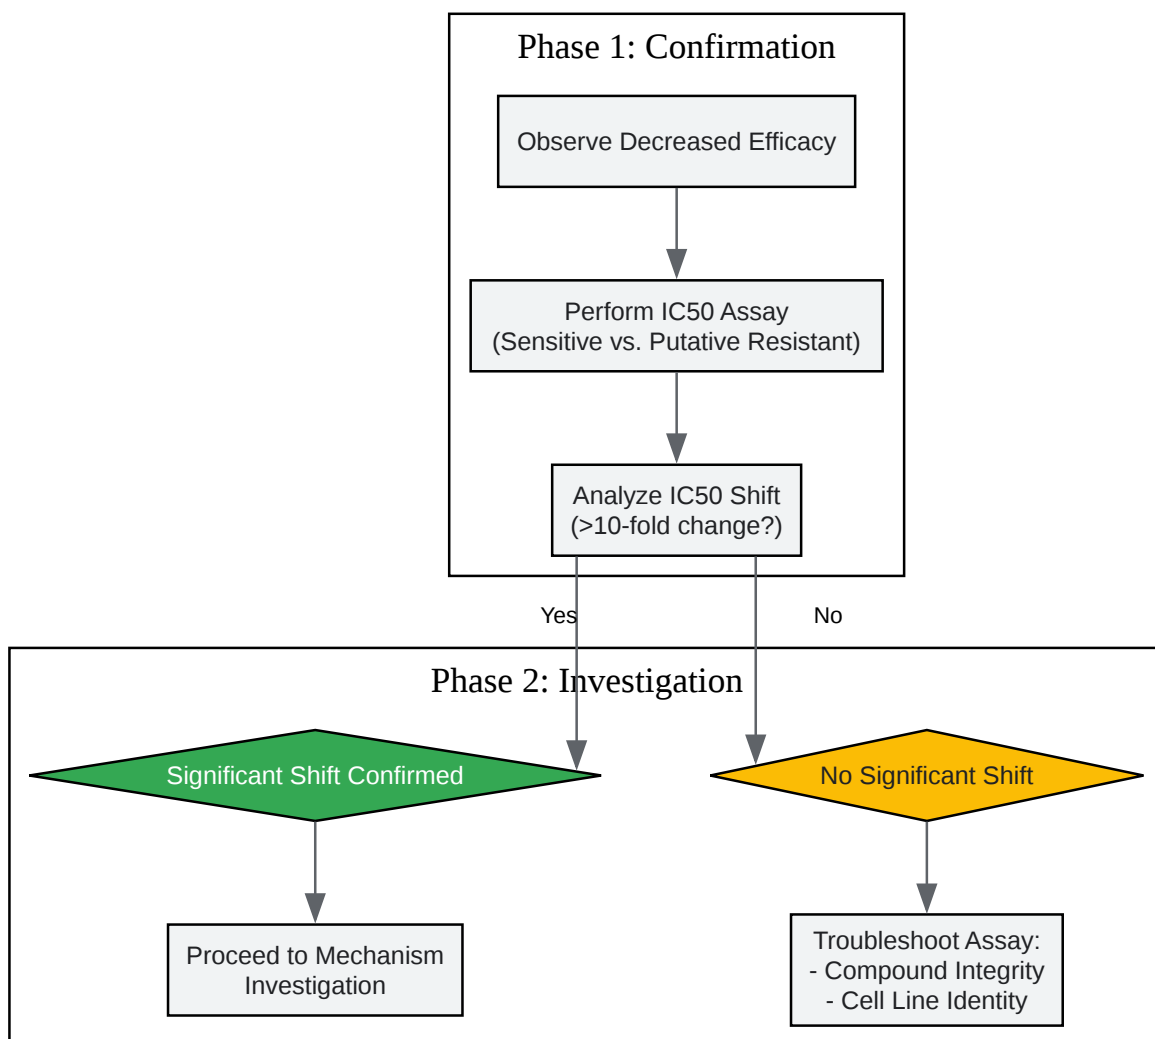 Phase 1: Confirmation
Observe Decreased Efficacy
Perform IC50 Assay
(Sensitive vs. Putative Resistant)
Analyze IC50 Shift
(>10-fold change?)
Yes
No
Phase 2: Investigation
Significant Shift Confirmed
No Significant Shift
Proceed to Mechanism
Investigation
Troubleshoot Assay:
- Compound Integrity
- Cell Line Identity